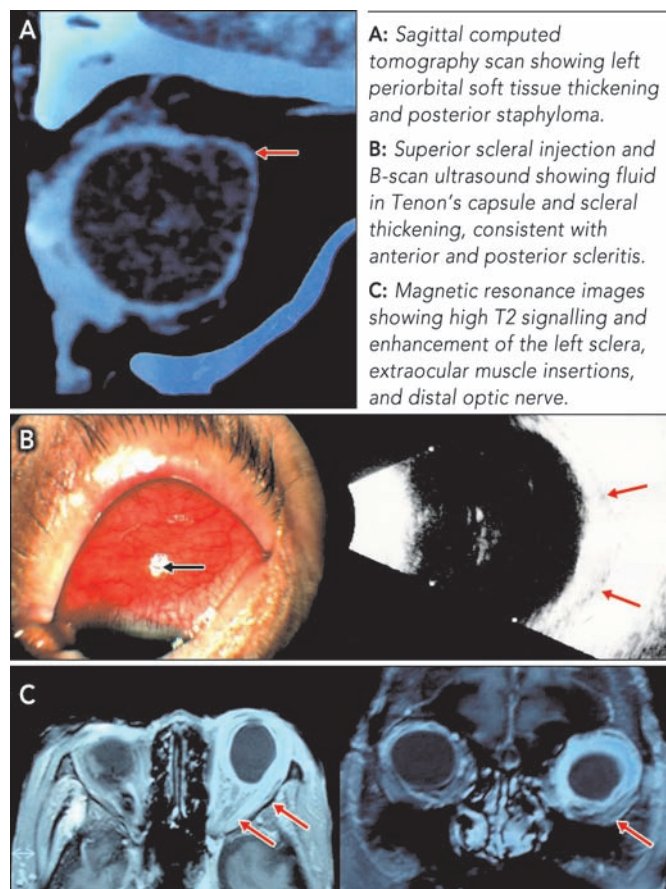 A
A: Sagittal computed
tomography scan showing left
periorbital soft tissue thickening
and posterior staphyloma.
B: Superior scleral injection and
B-scan ultrasound showing fluid
in Tenon's capsule and scleral
thickening, consistent with
anterior and posterior scleritis.
C: Magnetic resonance images
showing high T2 signalling and
enhancement of the left sclera,
extraocular muscle insertions,
and distal optic nerve.
B
C